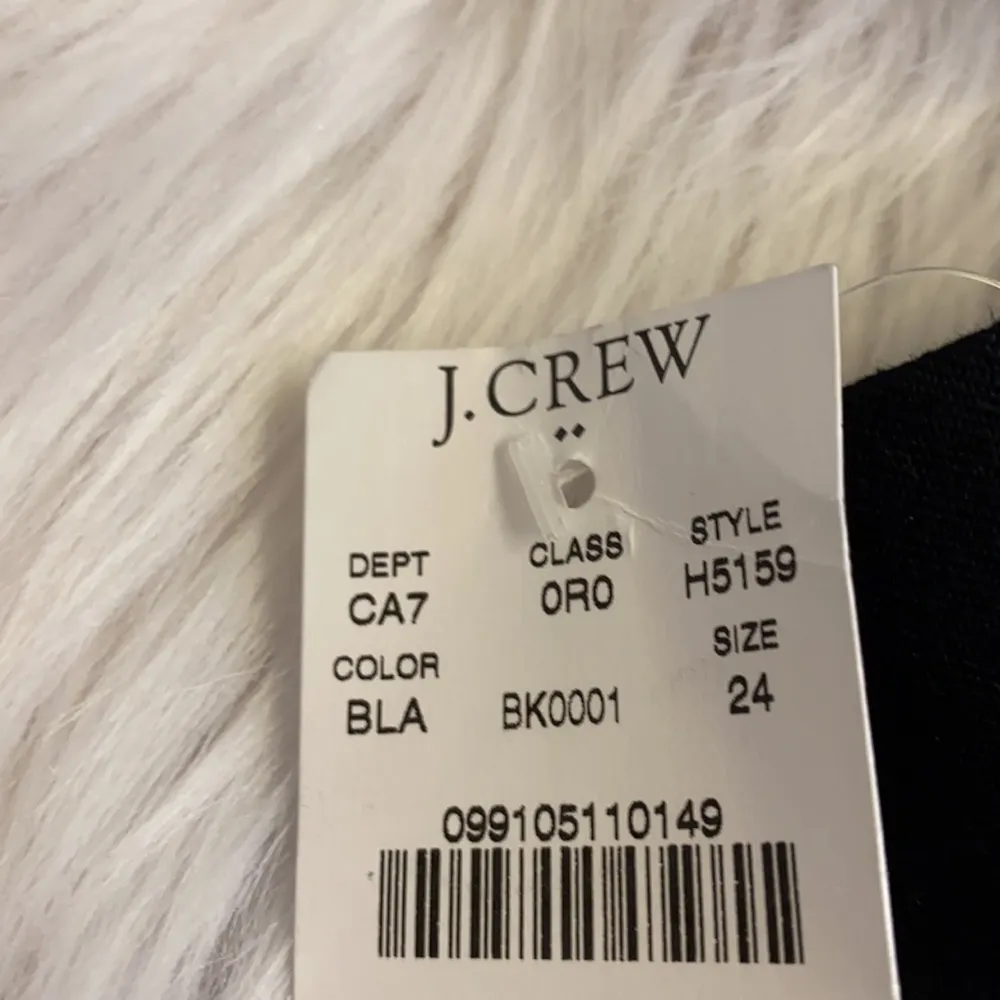 J.CREW
DEPT CLASS STYLE
CA7 0R0 H5159
COLOR SIZE
BLA BK0001 24
099105110149